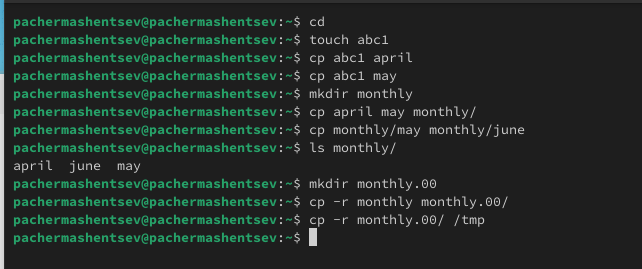 pachermashentsev@pachermashentsev:~$ cd
pachermashentsev@pachermashentsev:~$ touch abc1
pachermashentsev@pachermashentsev:~$ cp abc1 april
pachermashentsev@pachermashentsev:~$ cp abc1 may
pachermashentsev@pachermashentsev:~$ mkdir monthly
pachermashentsev@pachermashentsev:~$ cp april may monthly/
pachermashentsev@pachermashentsev:~$ cp monthly/may monthly/june
pachermashentsev@pachermashentsev:~$ ls monthly/
april  june  may
pachermashentsev@pachermashentsev:~$ mkdir monthly.00
pachermashentsev@pachermashentsev:~$ cp -r monthly monthly.00/
pachermashentsev@pachermashentsev:~$ cp -r monthly.00/ /tmp
pachermashentsev@pachermashentsev:~$